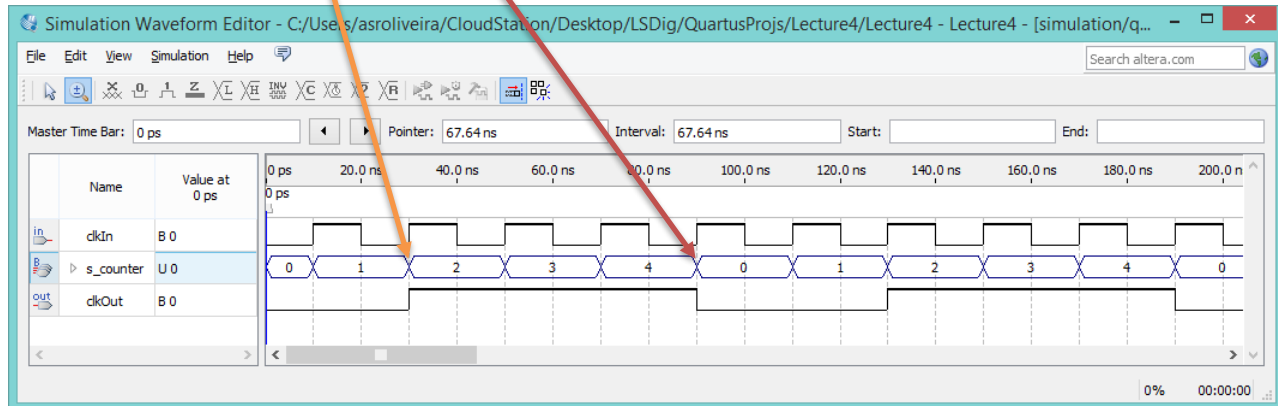 Simulation Waveform Editor - C:/Users/asroliveira/CloudStation/Desktop/LSDig/QuartusProjs/Lecture4/Lecture4 - Lecture4 - [simulation/q...
File Edit View Simulation Help
Search altera.com
Master Time Bar: 0 ps Pointer: 67.64 ns Interval: 67.64 ns Start: End:
Name Value at 0 ps
0 ps 20.0 ns 40.0 ns 60.0 ns 80.0 ns 100.0 ns 120.0 ns 140.0 ns 160.0 ns 180.0 ns 200.0 n
0 ps
in clkIn B 0
B s_counter U 0 0 1 2 3 4 0 1 2 3 4 0
out clkOut B 0
0% 00:00:00